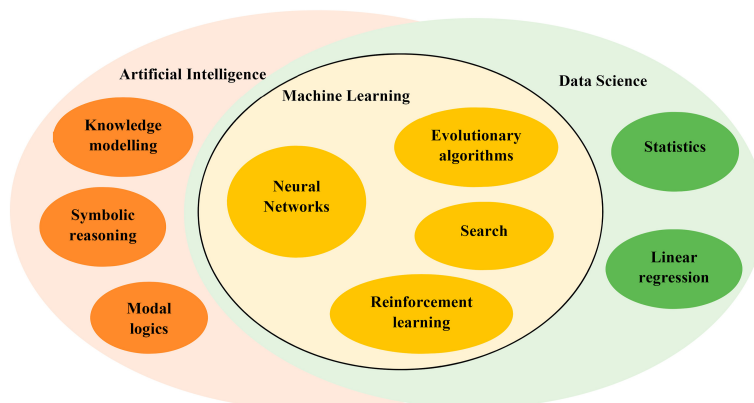 Artificial Intelligence
Knowledge
modelling
Symbolic
reasoning
Modal
logics
Machine Learning
Neural
Networks
Evolutionary
algorithms
Search
Reinforcement
learning
Data Science
Statistics
Linear
regression